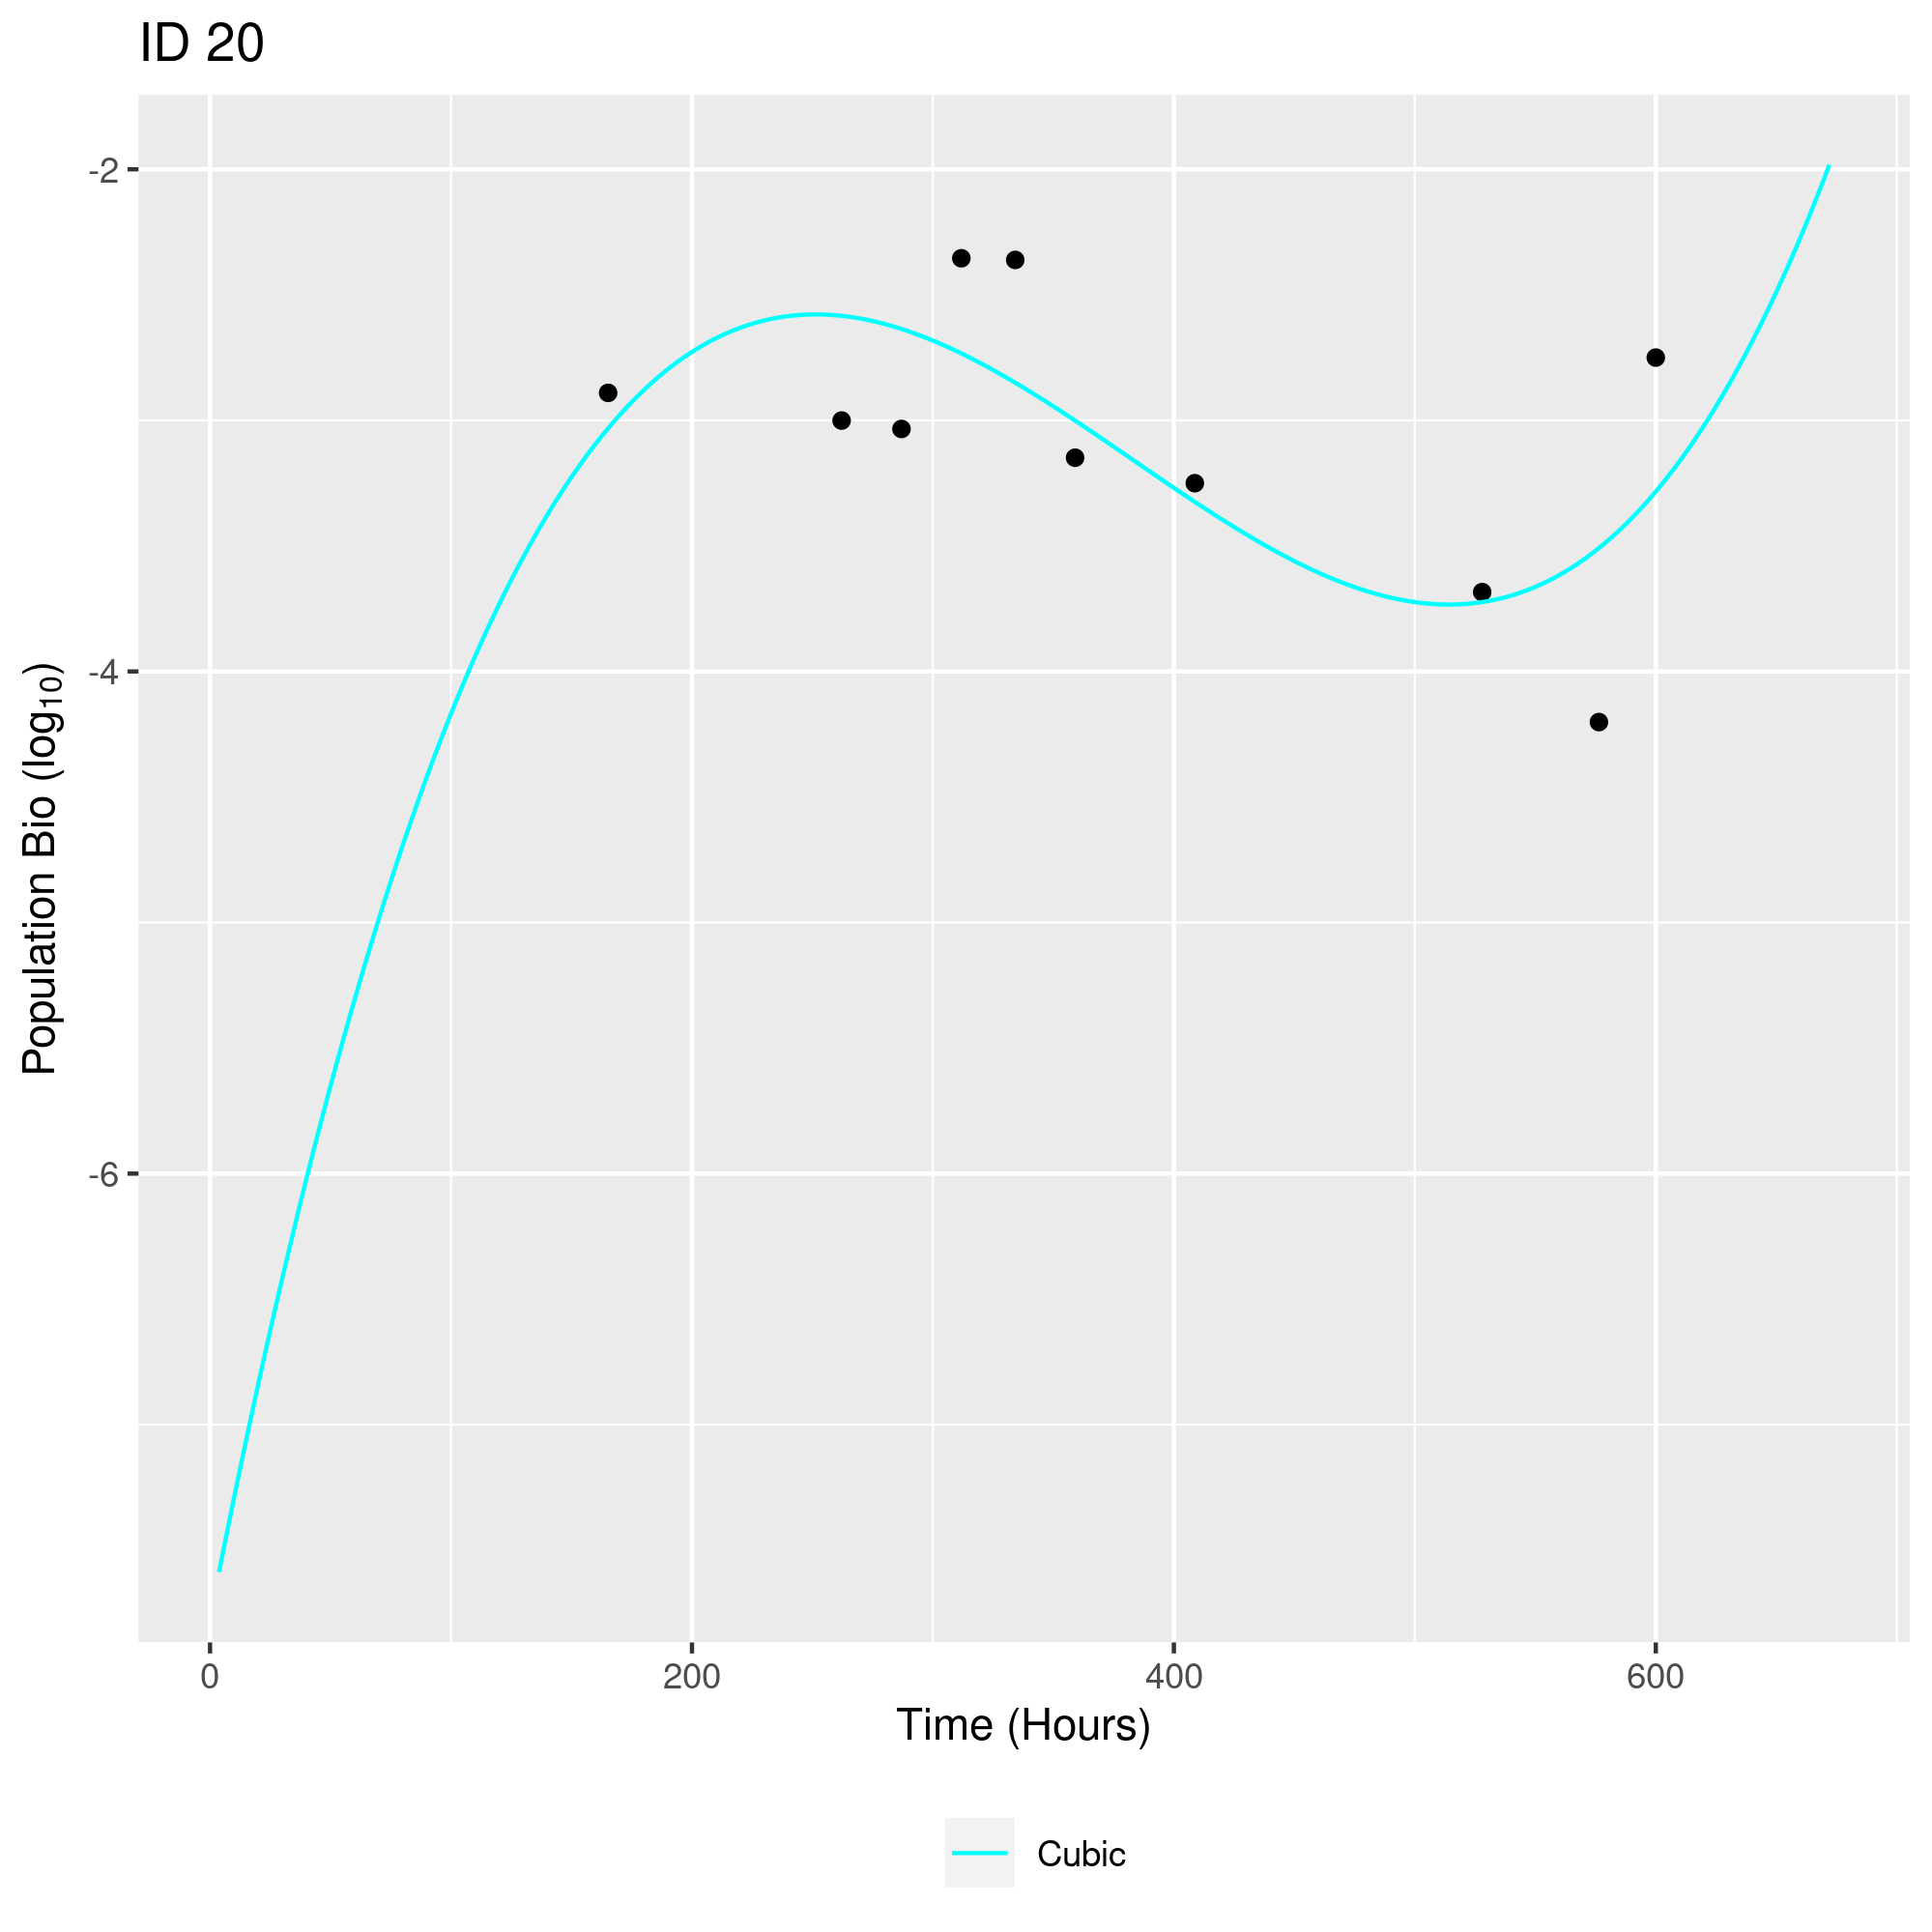 ID 20
-2
-4
-6
Population Bio (log₁₀)
0 200 400 600
Time (Hours)
Cubic